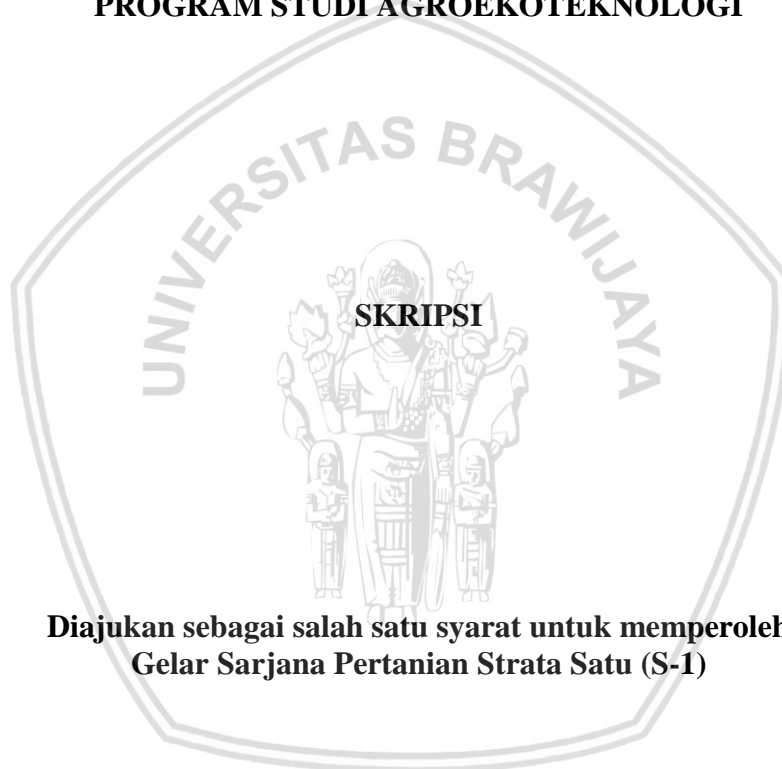 PROGRAM STUDI AGROEKOTEKNOLOGI
UNIVERSITAS BRAWIJAYA
SKRIPSI
Diajukan sebagai salah satu syarat untuk memperoleh
Gelar Sarjana Pertanian Strata Satu (S-1)